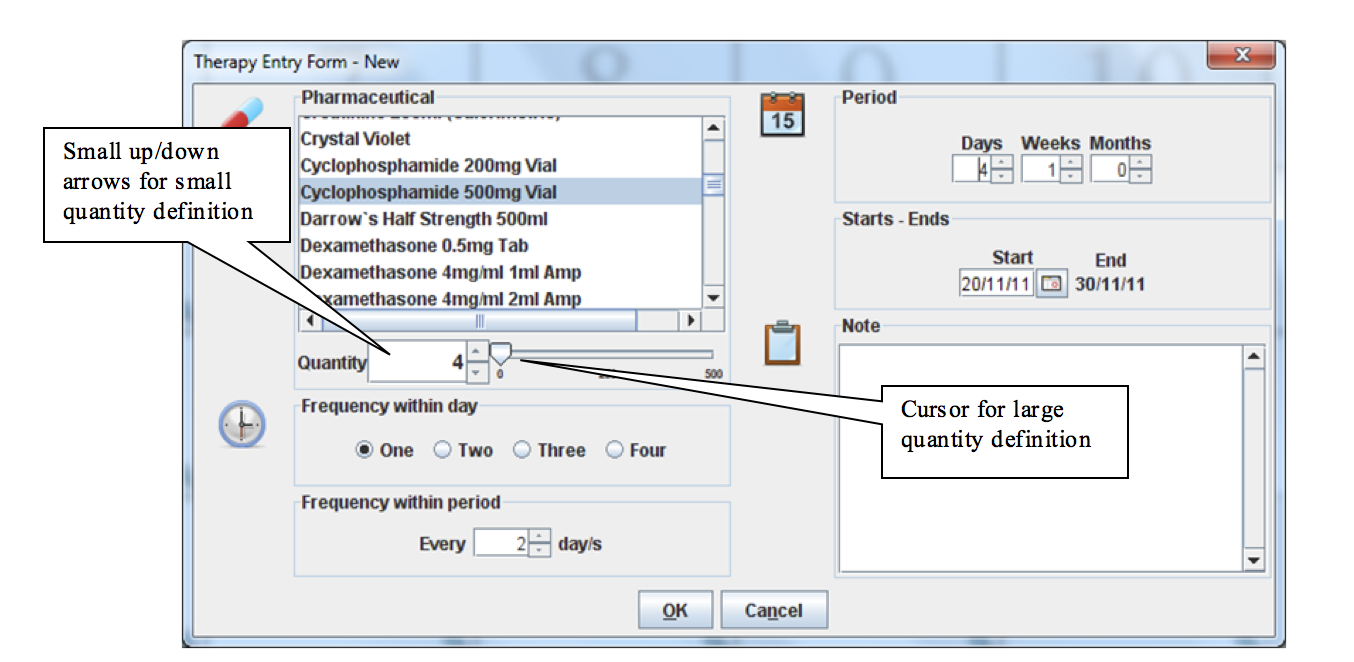 Therapy Entry Form - New
Pharmaceutical
Crystal Violet
Cyclophosphamide 200mg Vial
Cyclophosphamide 500mg Vial
Darrow`s Half Strength 500ml
Dexamethasone 0.5mg Tab
Dexamethasone 4mg/ml 1ml Amp
4mg/ml 2ml Amp
Small up/down
arrows for small
quantity definition
Quantity 4
0 500
Frequency within day
One Two Three Four
Frequency within period
Every 2 day/s
15
Period
Days Weeks Months
4 1 0
Starts - Ends
Start End
20/11/11 30/11/11
Note
Cursor for large
quantity definition
OK Cancel